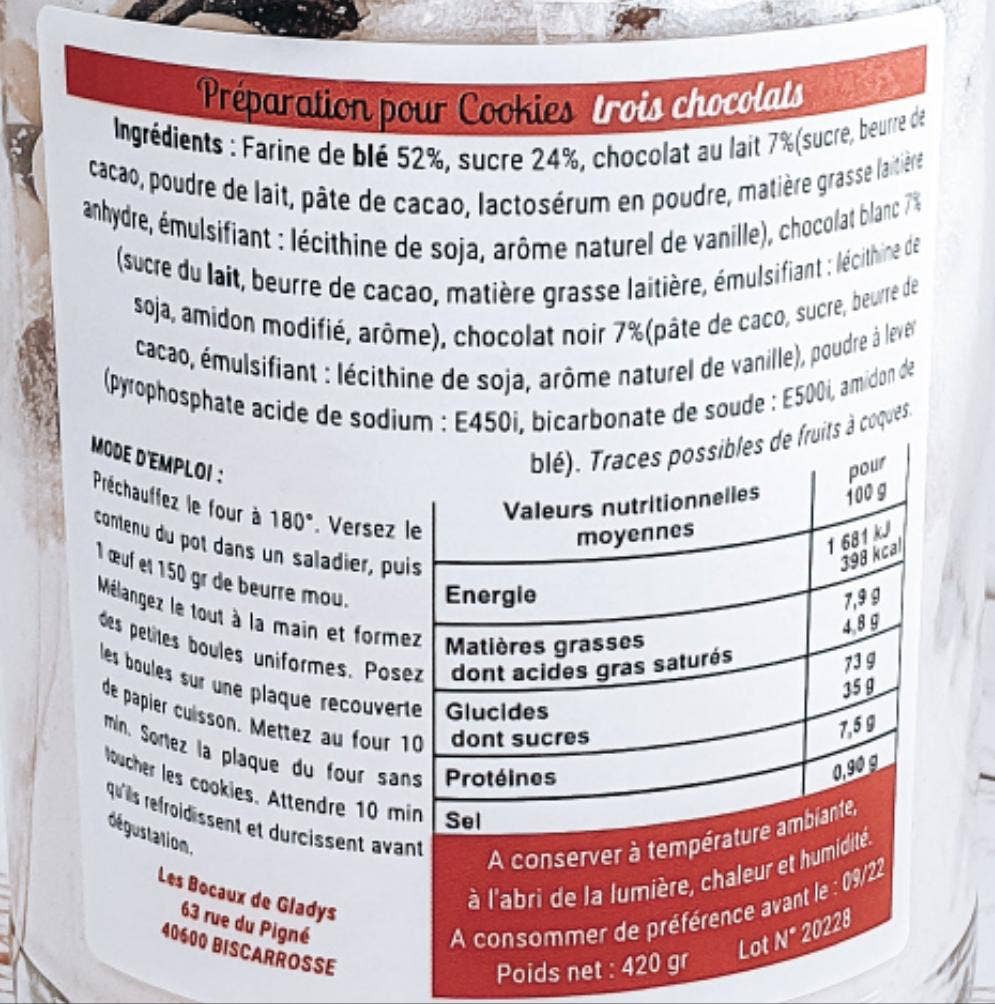 Préparation pour Cookies trois chocolats
Ingrédients : Farine de blé 52%, sucre 24%, chocolat au lait 7%(sucre, beurre de
cacao, poudre de lait, pâte de cacao, lactosérum en poudre, matière grasse laitière
anhydre, émulsifiant : lécithine de soja, arôme naturel de vanille), chocolat blanc 7%
(sucre du lait, beurre de cacao, matière grasse laitière, émulsifiant : lécithine de
soja, amidon modifié, arôme), chocolat noir 7%(pâte de caco, sucre, beurre de
cacao, émulsifiant : lécithine de soja, arôme naturel de vanille), poudre à lever
(pyrophosphate acide de sodium : E450i, bicarbonate de soude : E500i, amidon de
blé). Traces possibles de fruits à coques.
MODE D'EMPLOI :
Préchauffez le four à 180°. Versez le
contenu du pot dans un saladier, puis
1 œuf et 150 gr de beurre mou.
Mélangez le tout à la main et formez
des petites boules uniformes. Posez
les boules sur une plaque recouverte
de papier cuisson. Mettez au four 10
min. Sortez la plaque du four sans
toucher les cookies. Attendre 10 min
qu'ils refroidissent et durcissent avant
dégustation.
Les Bocaux de Gladys
63 rue du Pigné
40600 BISCARROSSE
Valeurs nutritionnelles
moyennes
pour
100 g
Energie
1 681 kJ
398 kcal
Matières grasses
7,9 g
dont acides gras saturés
4,8 g
Glucides
73 g
dont sucres
35 g
Protéines
7,5 g
Sel
0,90 g
A conserver à température ambiante,
à l'abri de la lumière, chaleur et humidité.
A consommer de préférence avant le : 09/22
Poids net : 420 gr Lot N° 20228